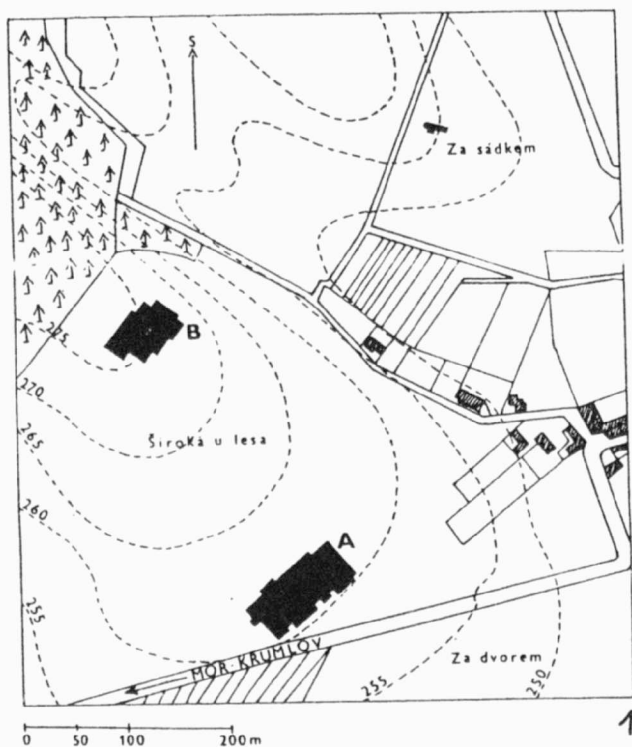 S
Za sádkem
B
275
270
Široká u lesa
265
260
A
255
MOR. KRUMLOV
Za dvorem
255
250
0 50 100 200 m
1